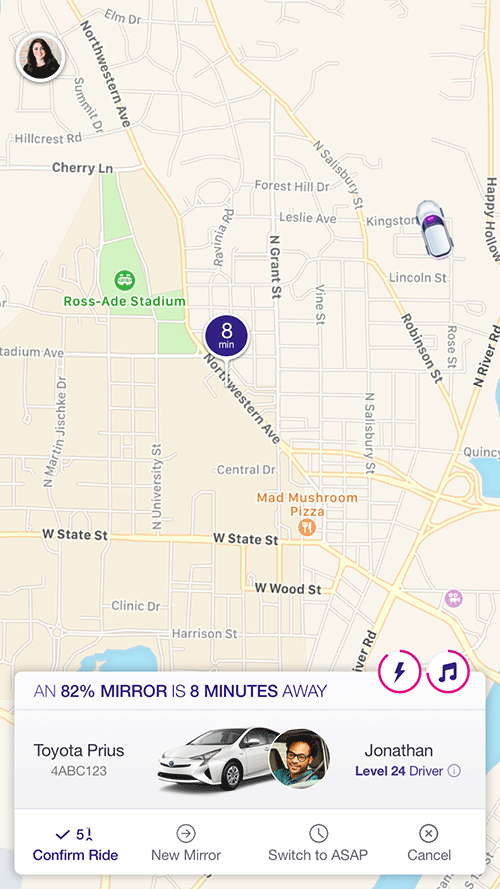 Elm Dr
Northwestern Ave
Summit Dr
Hillcrest Rd
Cherry Ln
N Salisbury St
Forest Hill Dr
Happy Hollow
Ravinia Rd
Leslie Ave
Kingston
N Grant St
Lincoln St
Ross-Ade Stadium
Vine St
Robinson St
Rose St
N River Rd
8
min
tadium Ave
Northwestern Ave
N Martin Jischke Dr
N University St
N Salisbury St
Quincy
Central Dr
Mad Mushroom
Pizza
W State St
W State St
W Wood St
Clinic Dr
Harrison St
iver Rd
AN 82% MIRROR IS 8 MINUTES AWAY
Toyota Prius
4ABC123
Jonathan
Level 24 Driver
Confirm Ride
New Mirror
Switch to ASAP
Cancel